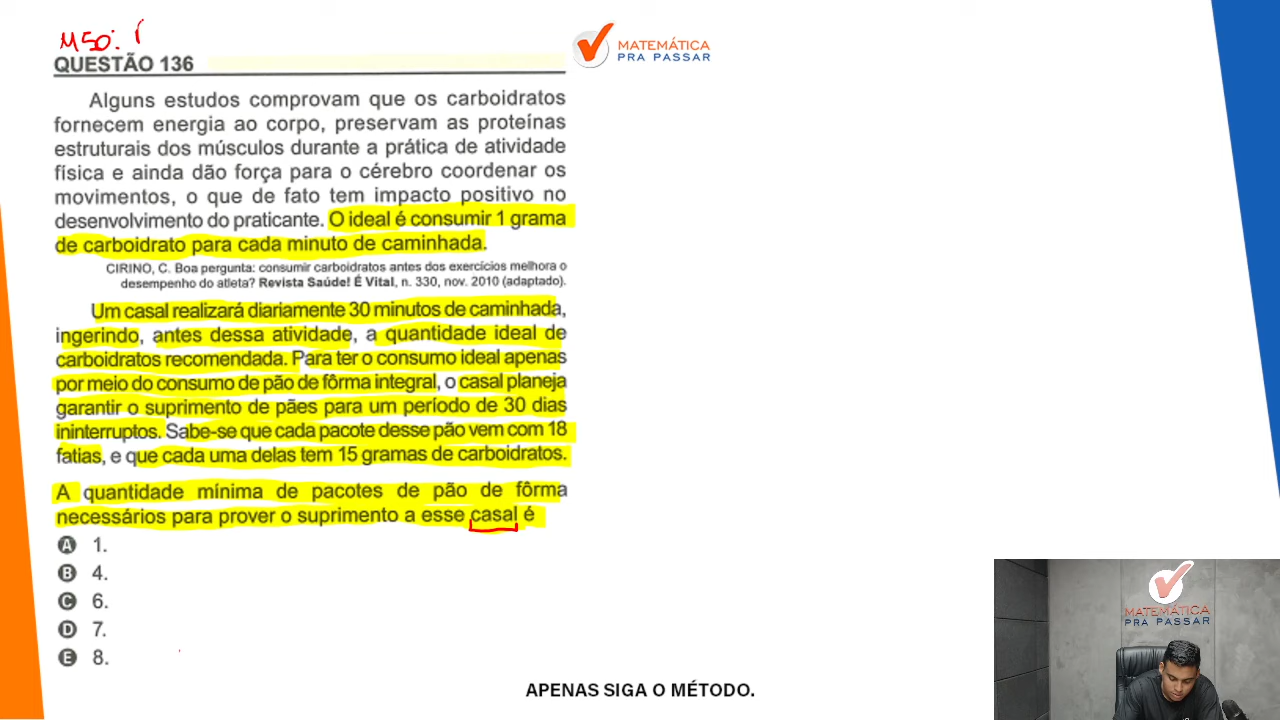 M50:
QUESTÃO 136
MATEMÁTICA
PRA PASSAR
Alguns estudos comprovam que os carboidratos
fornecem energia ao corpo, preservam as proteínas
estruturais dos músculos durante a prática de atividade
física e ainda dão força para o cérebro coordenar os
movimentos, o que de fato tem impacto positivo no
desenvolvimento do praticante. O ideal é consumir 1 grama
de carboidrato para cada minuto de caminhada.
CIRINO, C. Boa pergunta: consumir carboidratos antes dos exercícios melhora o
desempenho do atleta? Revista Saúde! É Vital, n. 330, nov. 2010 (adaptado).
Um casal realizará diariamente 30 minutos de caminhada,
ingerindo, antes dessa atividade, a quantidade ideal de
carboidratos recomendada. Para ter o consumo ideal apenas
por meio do consumo de pão de fôrma integral, o casal planeja
garantir o suprimento de pães para um período de 30 dias
ininterruptos. Sabe-se que cada pacote desse pão vem com 18
fatias, e que cada uma delas tem 15 gramas de carboidratos.
A quantidade mínima de pacotes de pão de fôrma
necessários para prover o suprimento a esse casal é
A 1.
B 4.
C 6.
D 7.
E 8.
MATEMÁTICA
PRA PASSAR
APENAS SIGA O MÉTODO.